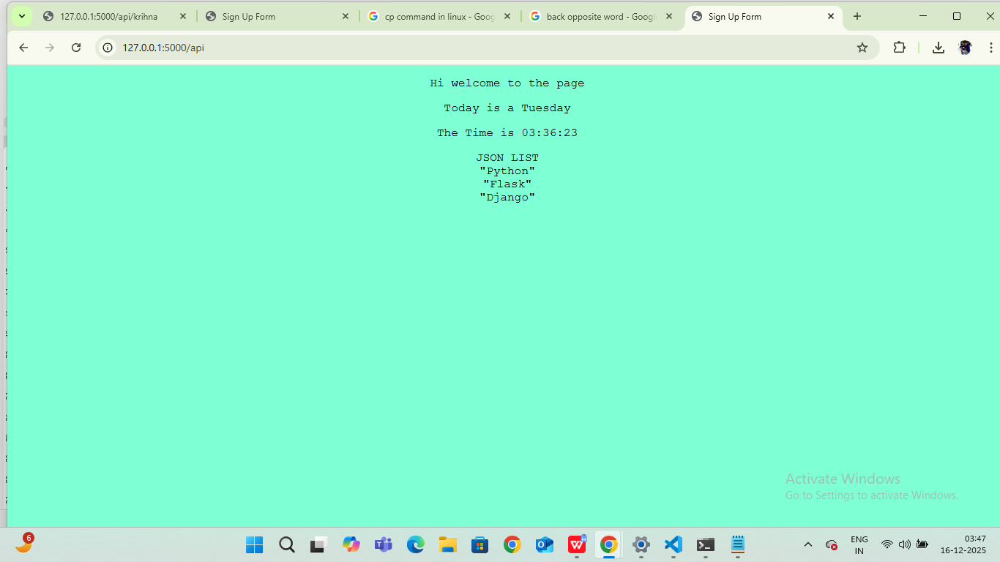 127.0.0.1:5000/api/krihna
Sign Up Form
cp command in linux - Goog
back opposite word - Google
Sign Up Form
127.0.0.1:5000/api
Hi welcome to the page
Today is a Tuesday
The Time is 03:36:23
JSON LIST
"Python"
"Flask"
"Django"
Activate Windows
Go to Settings to activate Windows.
6
ENG
IN
03:47
16-12-2025